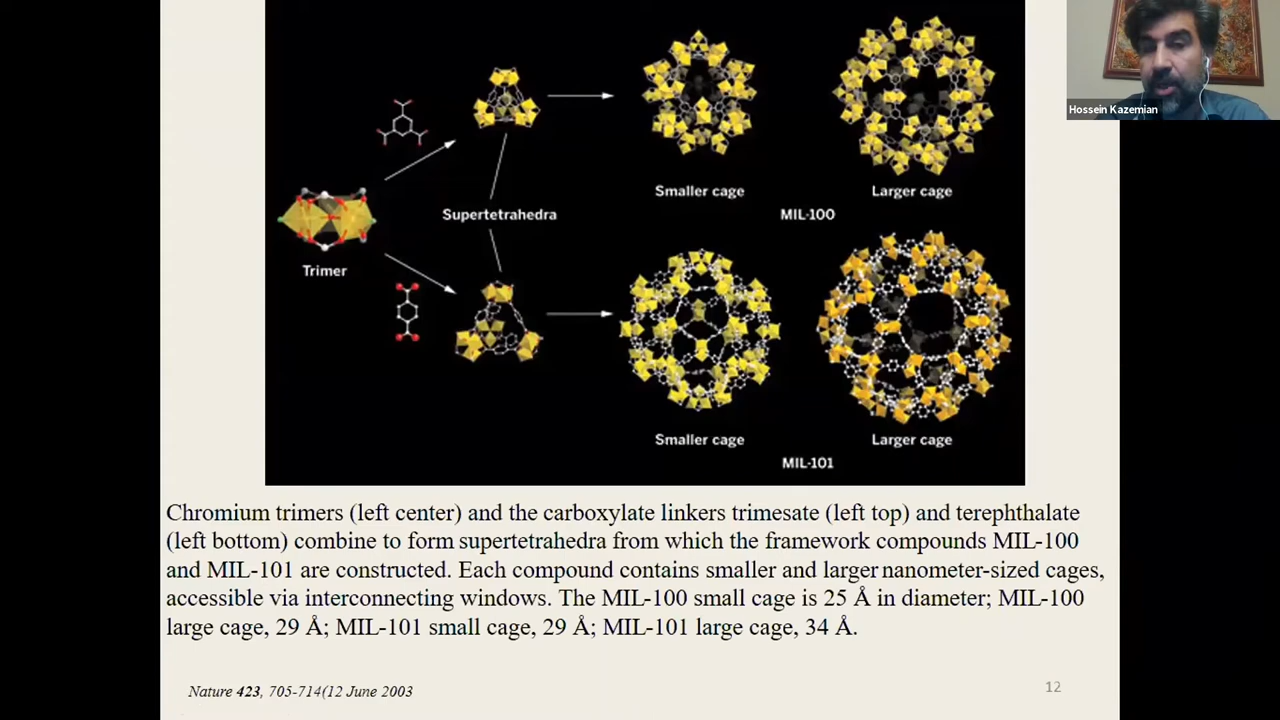 Hossein Kazemian
Smaller cage
Larger cage
MIL-100
Supertetrahedra
Trimer
Smaller cage
Larger cage
MIL-101
Chromium trimers (left center) and the carboxylate linkers trimesate (left top) and terephthalate
(left bottom) combine to form supertetrahedra from which the framework compounds MIL-100
and MIL-101 are constructed. Each compound contains smaller and larger nanometer-sized cages,
accessible via interconnecting windows. The MIL-100 small cage is 25 Å in diameter; MIL-100
large cage, 29 Å; MIL-101 small cage, 29 Å; MIL-101 large cage, 34 Å.
Nature 423, 705-714(12 June 2003
12